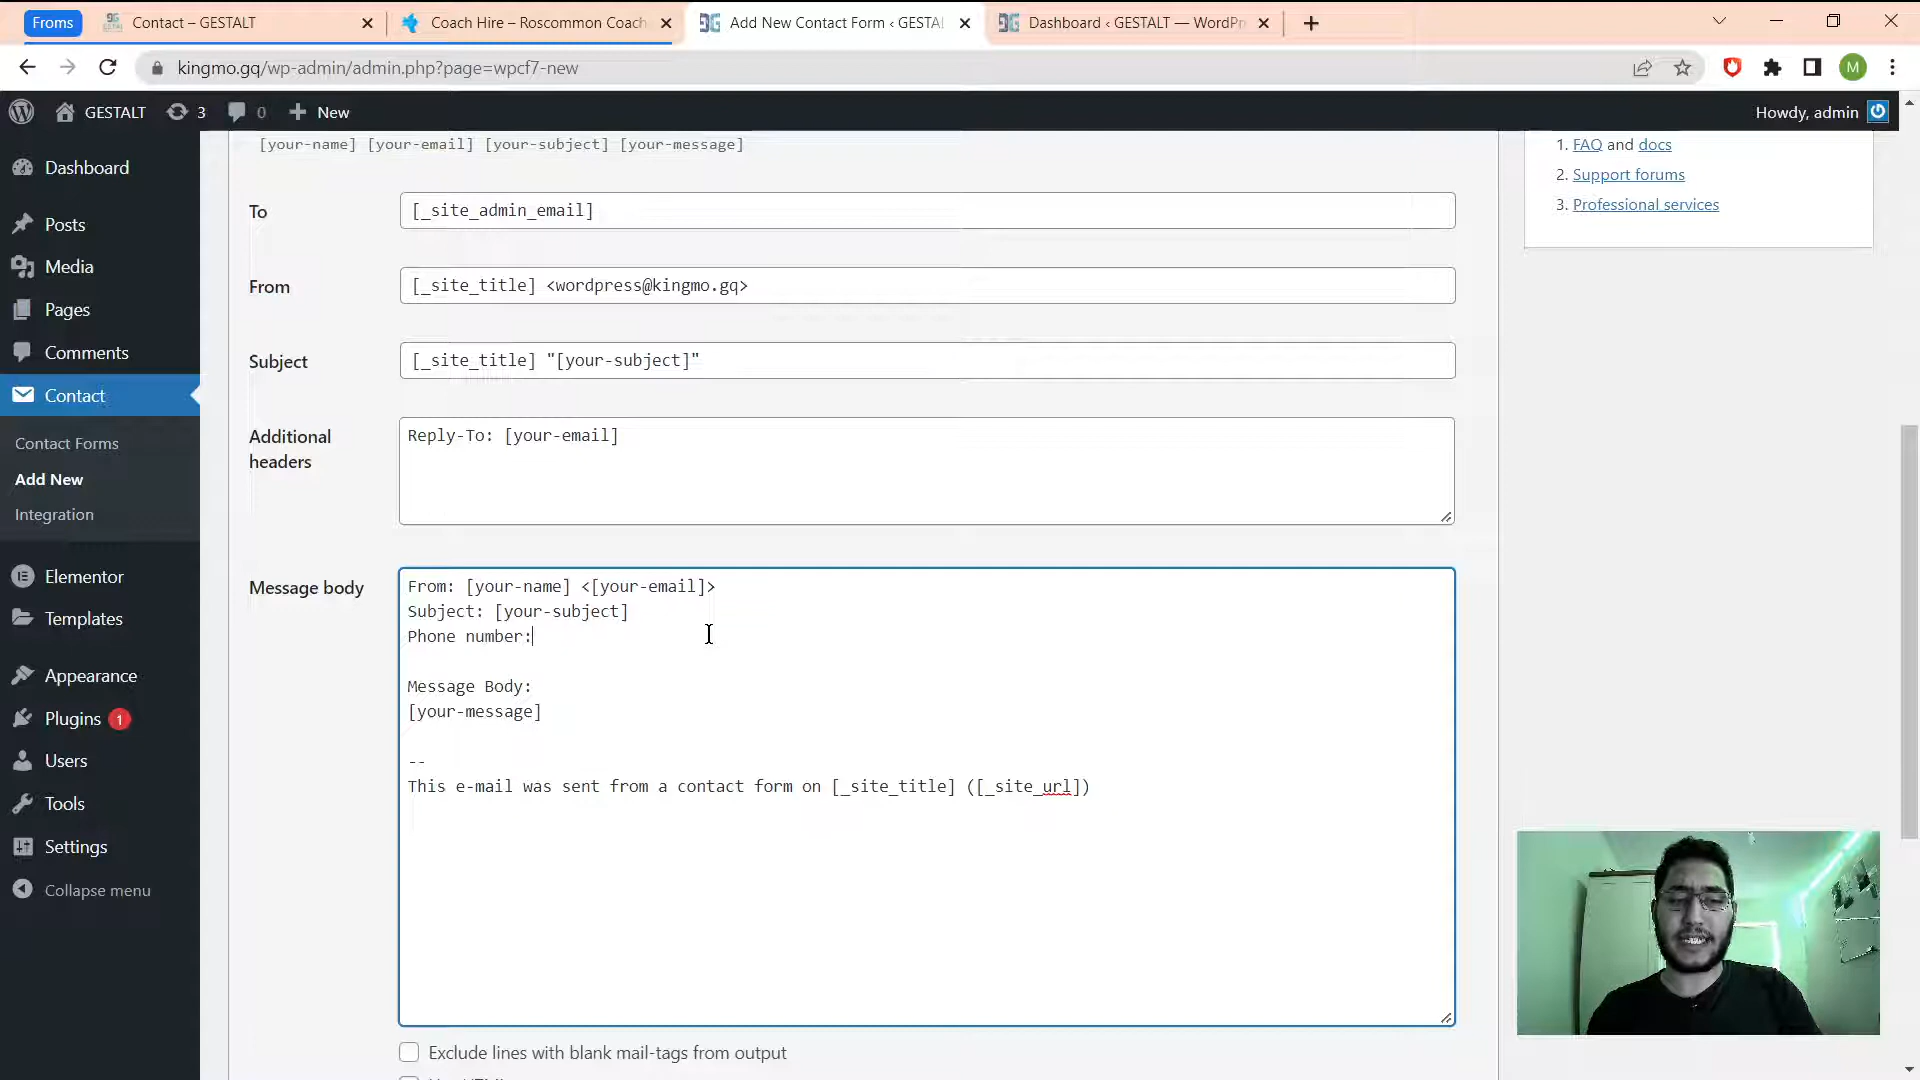 Froms
Contact – GESTALT
Coach Hire – Roscommon Coach
Add New Contact Form ‹ GESTA
Dashboard ‹ GESTALT — WordPr
kingmo.gq/wp-admin/admin.php?page=wpcf7-new
M
GESTALT
3
0
New
Howdy, admin
Dashboard
Posts
Media
Pages
Comments
Contact
Contact Forms
Add New
Integration
Elementor
Templates
Appearance
Plugins 1
Users
Tools
Settings
Collapse menu
[your-name] [your-email] [your-subject] [your-message]
To
[_site_admin_email]
From
[_site_title] <wordpress@kingmo.gq>
Subject
[_site_title] "[your-subject]"
Additional
headers
Reply-To: [your-email]
Message body
From: [your-name] <[your-email]>
Subject: [your-subject]
Phone number:
Message Body:
[your-message]
--
This e-mail was sent from a contact form on [_site_title] ([_site_url])
Exclude lines with blank mail-tags from output
1. FAQ and docs
2. Support forums
3. Professional services